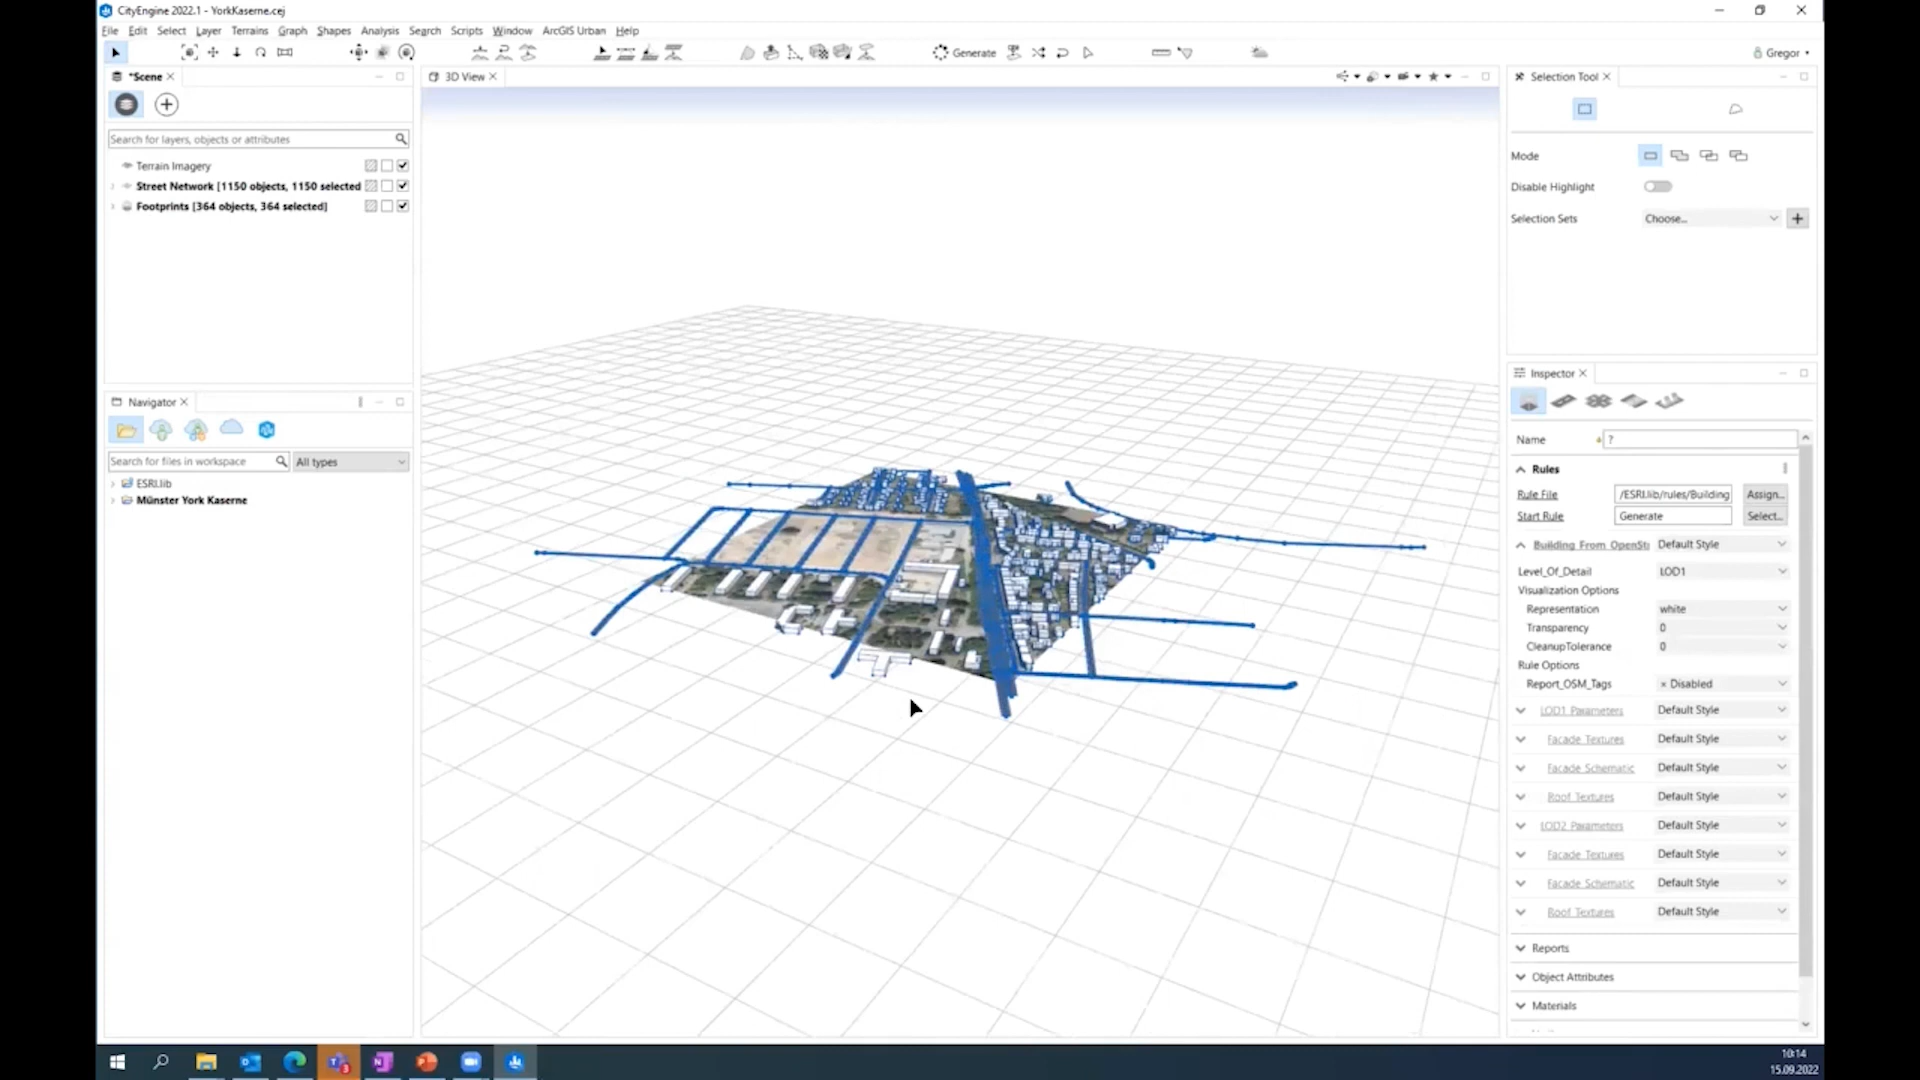 CityEngine 2022.1 - YorkKaserne.cej
File Edit Select Layer Terrains Graph Shapes Analysis Search Scripts ArcGIS Urban Window Help
Generate
Gregor
*Scene
3D View
Selection Tool
Search for layers, objects or attributes
Mode
Terrain Imagery
Street Network [1150 objects, 1150 selected
Disable Highlight
Footprints [364 objects, 364 selected]
Selection Sets
Choose...
Inspector
Navigator
Name
?
Search for files in workspace
All types
Rules
ESRI.lib
Rule File
/ESRI.lib/rules/Building
Assign...
Münster York Kaserne
Start Rule
Generate
Select...
Building_From_OpenSt
Default Style
Level_Of_Detail
LOD1
Visualization Options
Representation
white
Transparency
0
CleanupTolerance
0
Rule Options
Report_OSM_Tags
× Disabled
LOD1 Parameters
Default Style
Facade Textures
Default Style
Facade Schematic
Default Style
Roof Textures
Default Style
LOD2 Parameters
Default Style
Facade Textures
Default Style
Facade Schematic
Default Style
Roof Textures
Default Style
Reports
Object Attributes
Materials
10:14
15.09.2022